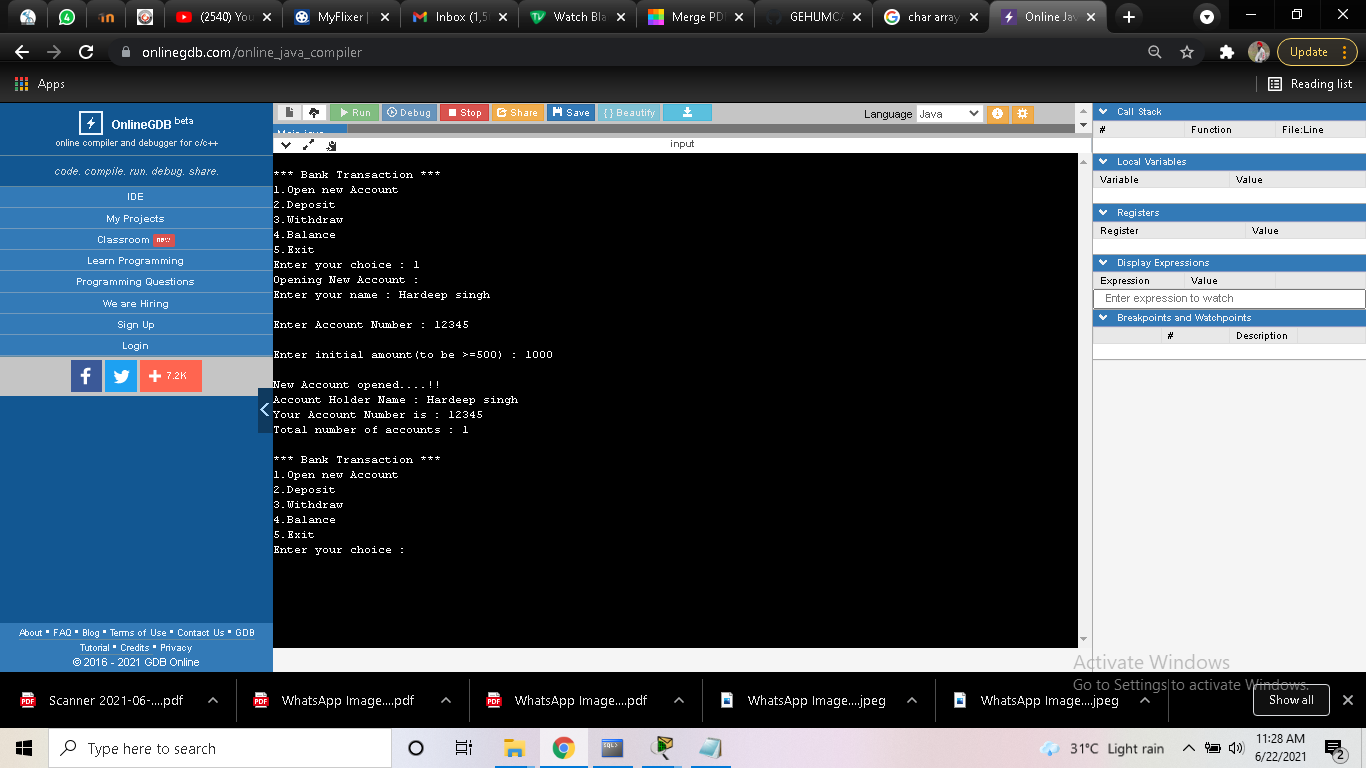 (2540) You
MyFlixer |
Inbox (1,5
Watch Bla
Merge PDF
GEHUMCA
char array
Online Jav
onlinegdb.com/online_java_compiler
Update
Apps
Reading list
OnlineGDB beta
online compiler and debugger for c/c++
code. compile. run. debug. share.
IDE
My Projects
Classroom new
Learn Programming
Programming Questions
We are Hiring
Sign Up
Login
7.2K
About • FAQ • Blog • Terms of Use • Contact Us • GDB
Tutorial • Credits • Privacy
© 2016 - 2021 GDB Online
Run
Debug
Stop
Share
Save
{ } Beautify
Language Java
Main.java
input
*** Bank Transaction ***
1.Open new Account
2.Deposit
3.Withdraw
4.Balance
5.Exit
Enter your choice : 1
Opening New Account :
Enter your name : Hardeep singh
Enter Account Number : 12345
Enter initial amount(to be >=500) : 1000
New Account opened....!!
Account Holder Name : Hardeep singh
Your Account Number is : 12345
Total number of accounts : 1
*** Bank Transaction ***
1.Open new Account
2.Deposit
3.Withdraw
4.Balance
5.Exit
Enter your choice :
Call Stack
# Function File:Line
Local Variables
Variable Value
Registers
Register Value
Display Expressions
Expression Value
Enter expression to watch
Breakpoints and Watchpoints
# Description
Activate Windows
Go to Settings to activate Windows.
Scanner 2021-06-....pdf
WhatsApp Image....pdf
WhatsApp Image....pdf
WhatsApp Image....jpeg
WhatsApp Image....jpeg
Show all
Type here to search
31°C Light rain
11:28 AM
6/22/2021
2